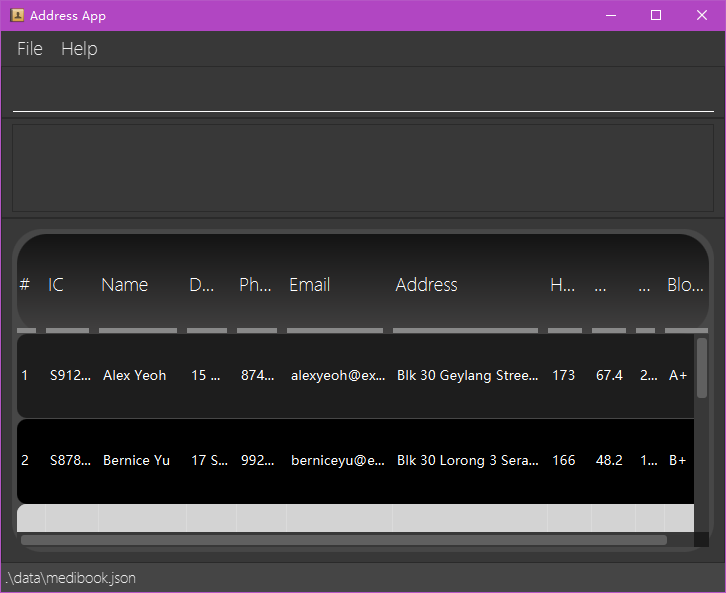 Address App
File Help
# IC Name D... Ph... Email Address H... ... ... Blo...
1 S912... Alex Yeoh 15 ... 874... alexyeoh@ex... Blk 30 Geylang Stree... 173 67.4 2... A+
2 S878... Bernice Yu 17 S... 992... berniceyu@e... Blk 30 Lorong 3 Sera... 166 48.2 1... B+
.\data\medibook.json